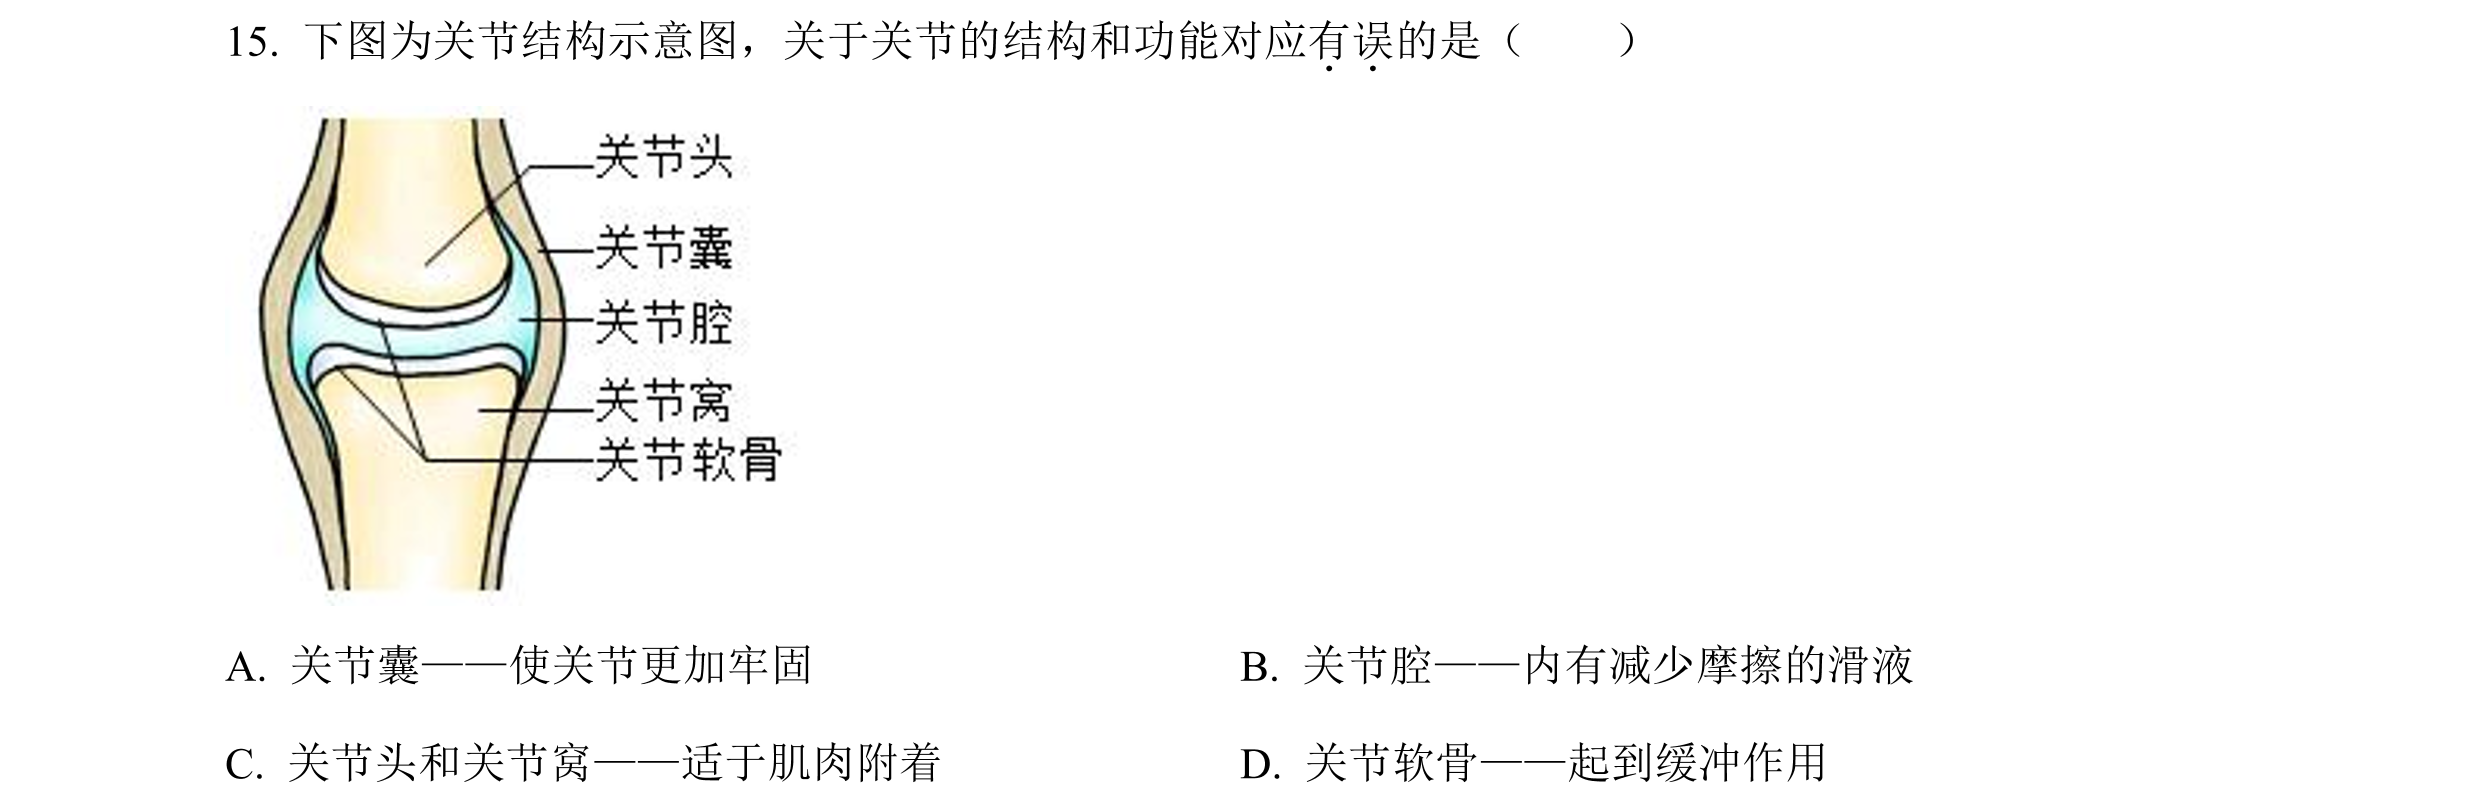 15. 下图为关节结构示意图，关于关节的结构和功能对应有误的是（　　）
关节头
关节囊
关节腔
关节窝
关节软骨
A. 关节囊——使关节更加牢固 B. 关节腔——内有减少摩擦的滑液
C. 关节头和关节窝——适于肌肉附着 D. 关节软骨——起到缓冲作用